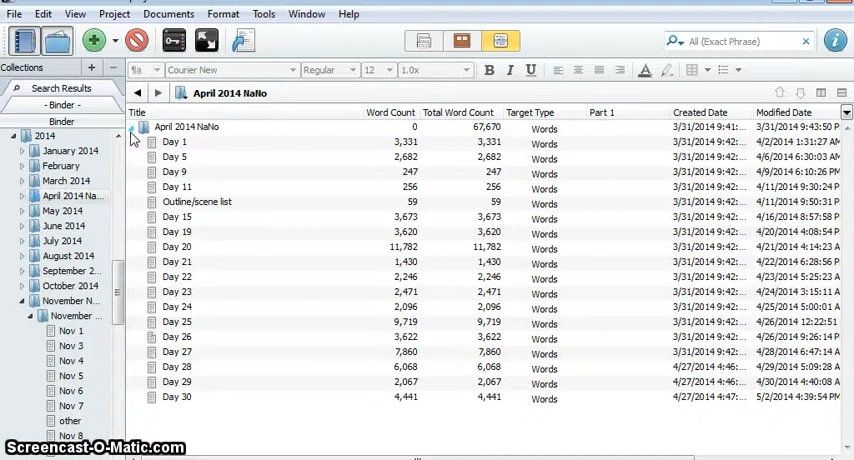 File Edit View Project Documents Format Tools Window Help
All (Exact Phrase)
Collections
Courier New Regular 12 1.0x B I U
Search Results
- Binder -
Binder
April 2014 NaNo
Title Word Count Total Word Count Target Type Part 1 Created Date Modified Date
April 2014 NaNo 0 67,670 Words 3/31/2014 9:41:... 3/31/2014 9:43:50 P...
Day 1 3,331 3,331 Words 3/31/2014 9:42:... 4/2/2014 1:31:27 A...
Day 5 2,682 2,682 Words 3/31/2014 9:42:... 4/6/2014 6:30:03 A...
Day 9 247 247 Words 3/31/2014 9:42:... 4/9/2014 6:10:26 P...
Day 11 256 256 Words 3/31/2014 9:42:... 4/11/2014 9:30:24 P...
Outline/scene list 59 59 Words 3/31/2014 9:42:... 4/11/2014 9:50:31 P...
Day 15 3,673 3,673 Words 3/31/2014 9:42:... 4/16/2014 8:57:58 P...
Day 19 3,620 3,620 Words 3/31/2014 9:42:... 4/20/2014 4:08:54 P...
Day 20 11,782 11,782 Words 3/31/2014 9:42:... 4/21/2014 4:14:23 A...
Day 21 1,430 1,430 Words 3/31/2014 9:42:... 4/22/2014 6:28:56 P...
Day 22 2,246 2,246 Words 3/31/2014 9:42:... 4/23/2014 5:25:23 A...
Day 23 2,471 2,471 Words 3/31/2014 9:42:... 4/24/2014 3:15:11 A...
Day 24 2,096 2,096 Words 3/31/2014 9:42:... 4/25/2014 5:00:01 A...
Day 25 9,719 9,719 Words 3/31/2014 9:42:... 4/26/2014 12:22:51
Day 26 3,622 3,622 Words 3/31/2014 9:42:... 4/26/2014 9:26:14 P...
Day 27 7,860 7,860 Words 3/31/2014 9:42:... 4/28/2014 6:47:14 A...
Day 28 6,068 6,068 Words 4/27/2014 4:46:... 4/29/2014 5:09:28 A...
Day 29 2,067 2,067 Words 4/27/2014 4:46:... 4/30/2014 4:40:08 A...
Day 30 4,441 4,441 Words 4/27/2014 4:47:... 5/2/2014 4:39:54 PM...
2014
January 2014
February
March 2014
April 2014 Na...
May 2014
June 2014
July 2014
August 2014
September 2...
October 2014
November N...
November ...
Nov 1
Nov 3
Nov 4
Nov 5
Nov 6
Nov 7
other
Nov 8
Screencast-O-Matic.com